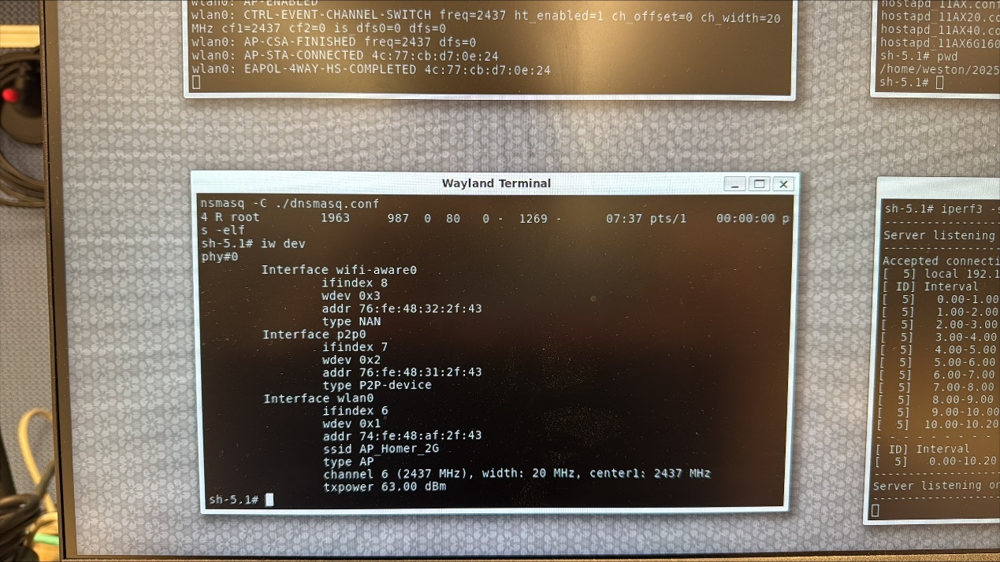 wlan0: AP-ENABLED
wlan0: CTRL-EVENT-CHANNEL-SWITCH freq=2437 ht_enabled=1 ch_offset=0 ch_width=20
MHz cf1=2437 cf2=0 is_dfs0=0 dfs=0
wlan0: AP-CSA-FINISHED freq=2437 dfs=0
wlan0: AP-STA-CONNECTED 4c:77:cb:d7:0e:24
wlan0: EAPOL-4WAY-HS-COMPLETED 4c:77:cb:d7:0e:24
hostapd_11AX.con
hostapd_11AX20.co
hostapd_11AX40.co
hostapd_11AX6G160
sh-5.1# pwd
/home/weston/2025
sh-5.1#
Wayland Terminal
nsmasq -C ./dnsmasq.conf
4 R root 1963 987 0 80 0 - 1269 - 07:37 pts/1 00:00:00 p
s -elf
sh-5.1# iw dev
phy#0
Interface wifi-aware0
ifindex 8
wdev 0x3
addr 76:fe:48:32:2f:43
type NAN
Interface p2p0
ifindex 7
wdev 0x2
addr 76:fe:48:31:2f:43
type P2P-device
Interface wlan0
ifindex 6
wdev 0x1
addr 74:fe:48:af:2f:43
ssid AP_Homer_2G
type AP
channel 6 (2437 MHz), width: 20 MHz, center1: 2437 MHz
txpower 63.00 dBm
sh-5.1#
sh-5.1# iperf3 -s
-----------------
Server listening
-----------------
Accepted connecti
[ 5] local 192.1
[ ID] Interval
[ 5] 0.00-1.00
[ 5] 1.00-2.00
[ 5] 2.00-3.00
[ 5] 3.00-4.00
[ 5] 4.00-5.00
[ 5] 5.00-6.00
[ 5] 6.00-7.00
[ 5] 7.00-8.00
[ 5] 8.00-9.00
[ 5] 9.00-10.00
[ 5] 10.00-10.20
- - - - - - - - -
[ ID] Interval
[ 5] 0.00-10.20
-----------------
Server listening on
-----------------